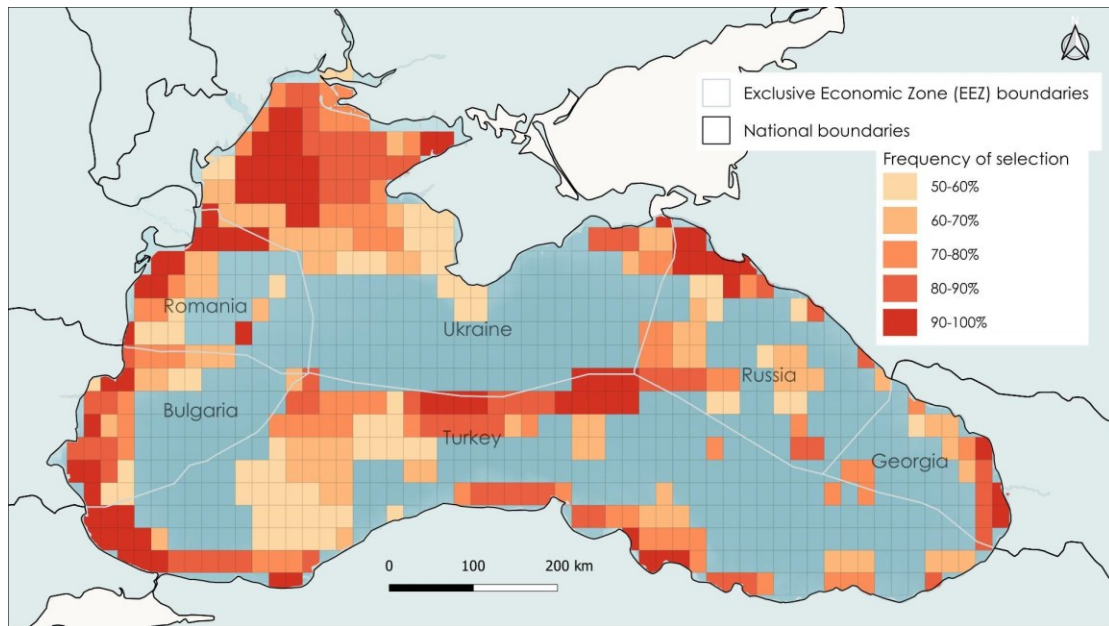 N
Exclusive Economic Zone (EEZ) boundaries
National boundaries
Frequency of selection
50-60%
60-70%
70-80%
80-90%
90-100%
Romania
Ukraine
Russia
Bulgaria
Turkey
Georgia
0 100 200 km